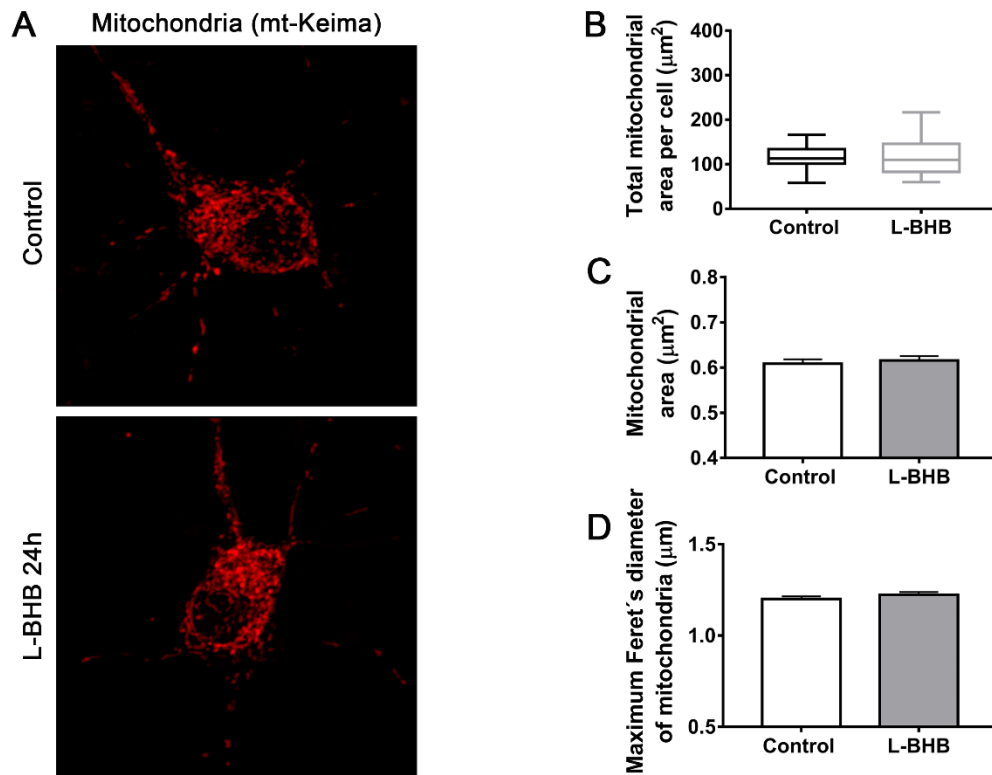 A
Mitochondria (mt-Keima)
Control
L-BHB 24h
B
Total mitochondrial
area per cell (μm²)
400
300
200
100
0
Control L-BHB
C
Mitochondrial
area (μm²)
0.8
0.7
0.6
0.5
0.4
Control L-BHB
D
Maximum Feret´s diameter
of mitochondria (μm)
1.5
1.0
0.5
Control L-BHB